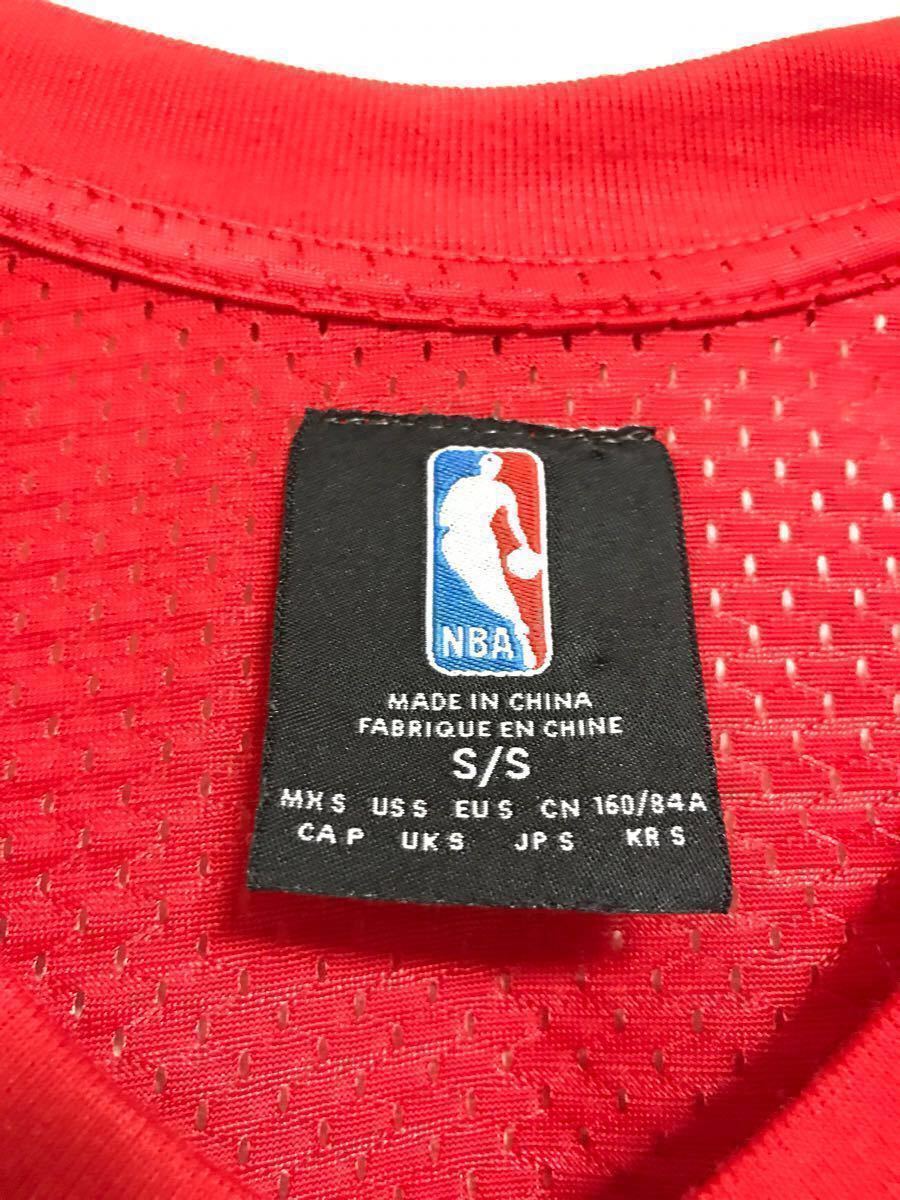 NBA
MADE IN CHINA
FABRIQUE EN CHINE
S/S
MX S US S EU S CN 160/84A
CA P UK S JP S KR S